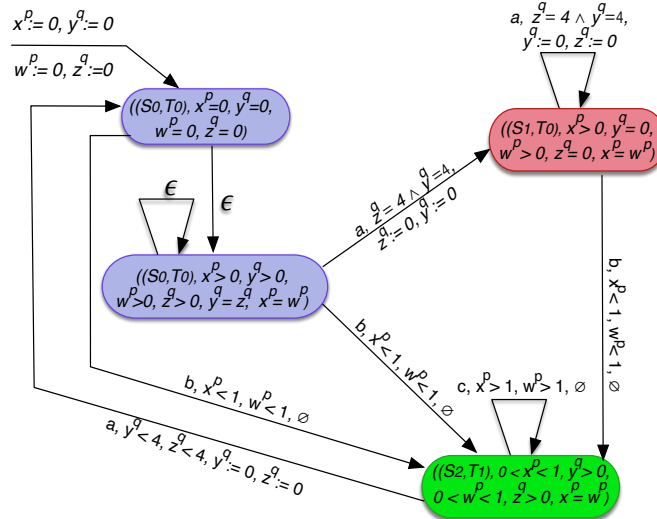 x^p:= 0, y^q:= 0
w^p:= 0, z^q:=0
((S0,T0), x^p=0, y^q=0,
w^p=0, z^q=0)
ϵ
ϵ
((S0,T0), x^p>0, y^q>0,
w^p>0, z^q>0, y^q=z^q, x^p=w^p)
a, z^q=4 ∧ y^q=4,
y^q:=0, z^q:=0
((S1,T0), x^p>0, y^q=0,
w^p>0, z^q=0, x^p=w^p)
a, z^q=4 ∧ y^q=4,
z^q:=0, y^q:=0
b, x^p<1, w^p<1, ∅
b, x^p<1, w^p<1, ∅
b, x^p<1, w^p<1, ∅
c, x^p>1, w^p>1, ∅
a, y^q<4, z^q<4, y^q:=0, z^q:=0
((S2,T1), 0<x^p<1, y^q>0,
0<w^p<1, z^q>0, x^p=w^p)